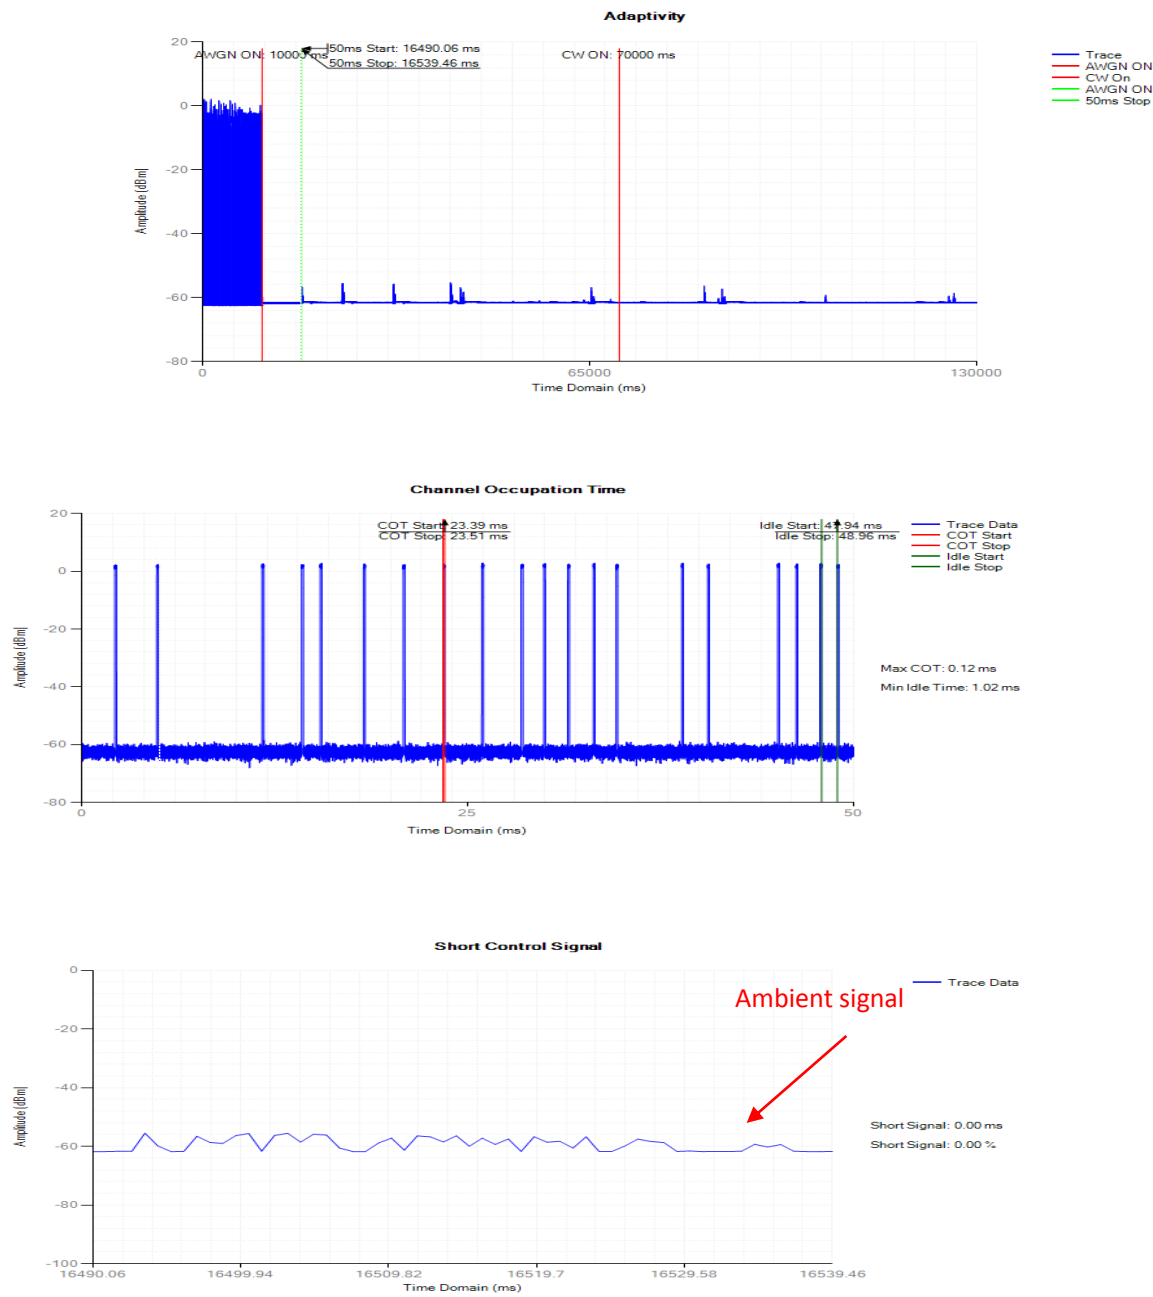 Adaptivity
20
AWGN ON: 10005 ms
50ms Start: 16490.06 ms
50ms Stop: 16539.46 ms
CW ON: 70000 ms
Trace
AWGN ON
CW On
AWGN ON
50ms Stop
0
-20
-40
-60
-80
Amplitude [dBm]
0
65000
130000
Time Domain (ms)
Channel Occupation Time
20
COT Start: 23.39 ms
COT Stop: 23.51 ms
Idle Start: 47.94 ms
Idle Stop: 48.96 ms
Trace Data
COT Start
COT Stop
Idle Start
Idle Stop
0
-20
-40
-60
-80
Amplitude [dBm]
Max COT: 0.12 ms
Min Idle Time: 1.02 ms
0
25
50
Time Domain (ms)
Short Control Signal
0
-20
-40
-60
-80
-100
Amplitude [dBm]
Trace Data
Ambient signal
Short Signal: 0.00 ms
Short Signal: 0.00 %
16490.06
16499.94
16509.82
16519.7
16529.58
16539.46
Time Domain (ms)